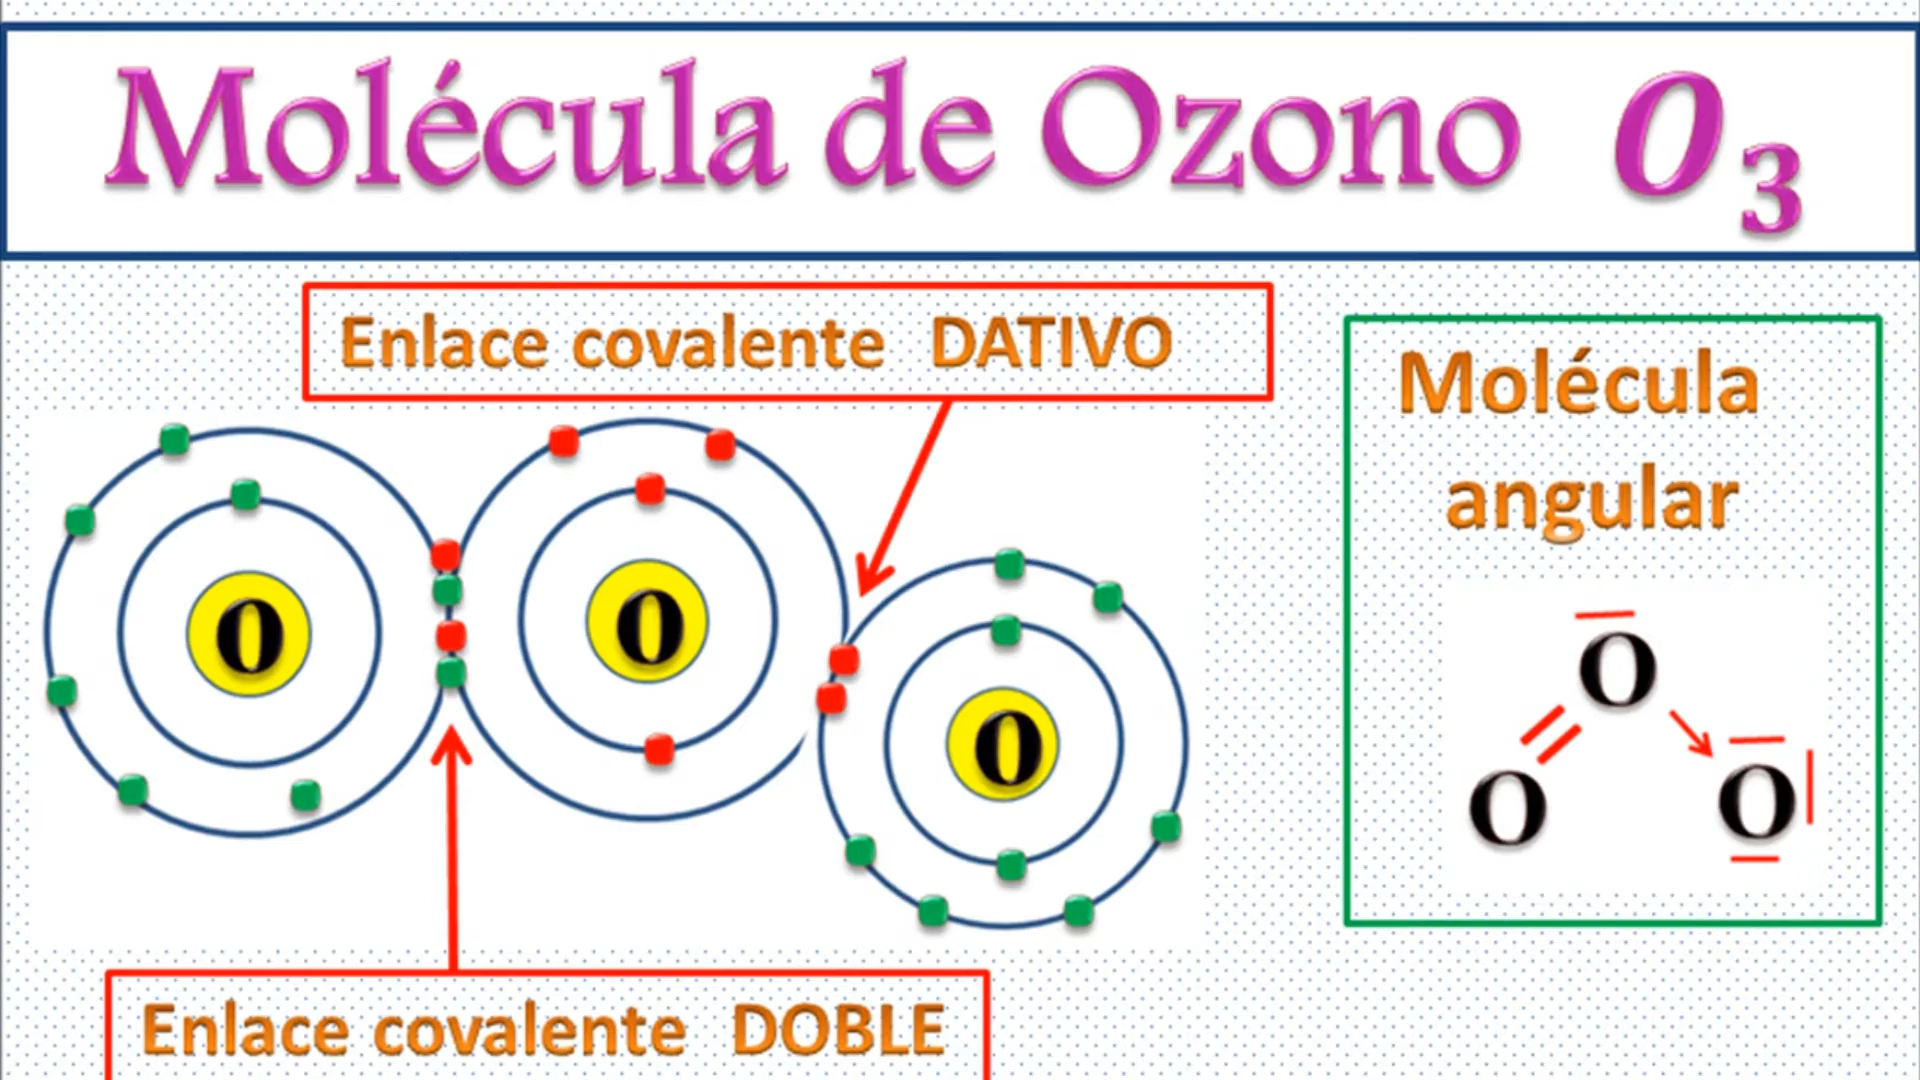 Molécula de Ozono O3
Enlace covalente DATIVO
Molécula
angular
O
O
O
O
O
O
Enlace covalente DOBLE